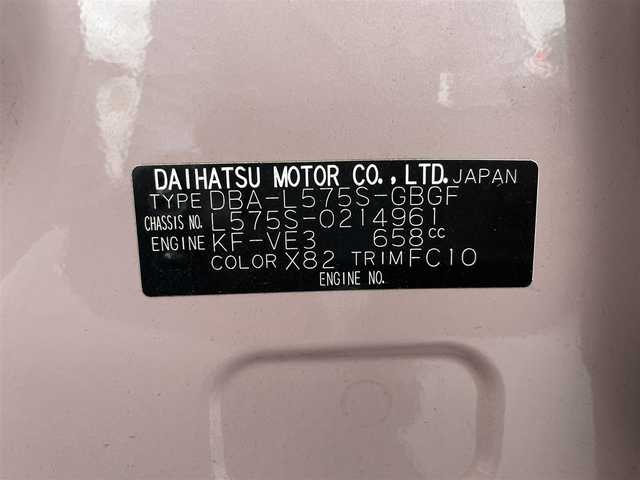 DAIHATSU MOTOR CO., LTD. JAPAN
TYPE DBA-L575S-GBGF
CHASSIS NO. L575S-0214961
ENGINE KF-VE3 658cc
COLOR X82 TRIM FC10
ENGINE NO.